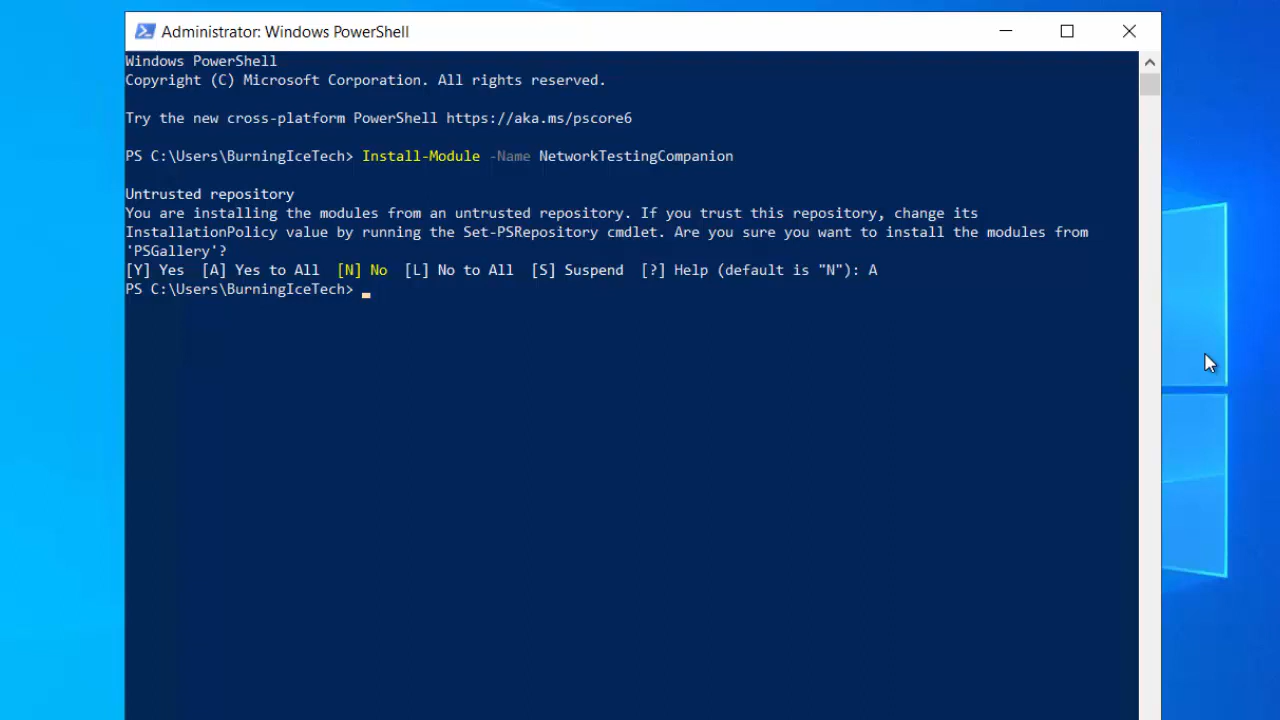 Administrator: Windows PowerShell
Windows PowerShell
Copyright (C) Microsoft Corporation. All rights reserved.
Try the new cross-platform PowerShell https://aka.ms/pscore6
PS C:\Users\BurningIceTech> Install-Module -Name NetworkTestingCompanion
Untrusted repository
You are installing the modules from an untrusted repository. If you trust this repository, change its
InstallationPolicy value by running the Set-PSRepository cmdlet. Are you sure you want to install the modules from
'PSGallery'?
[Y] Yes  [A] Yes to All  [N] No  [L] No to All  [S] Suspend  [?] Help (default is "N"): A
PS C:\Users\BurningIceTech>